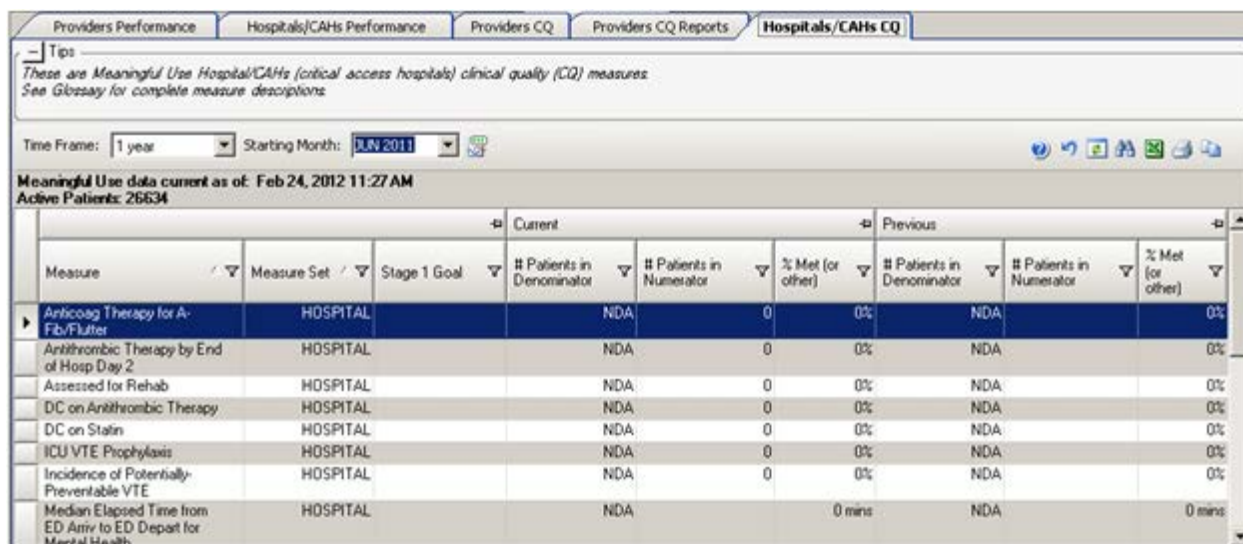 Providers Performance Hospitals/CAHs Performance Providers CQ Providers CQ Reports Hospitals/CAHs CQ
Tips
These are Meaningful Use Hospital/CAHs (critical access hospitals) clinical quality (CQ) measures.
See Glossay for complete measure descriptions.
Time Frame: 1 year Starting Month: JUN 2011
Meaningful Use data current as of: Feb 24, 2012 11:27 AM
Active Patients: 26634
Current Previous
Measure Measure Set Stage 1 Goal # Patients in Denominator # Patients in Numerator % Met (or other) # Patients in Denominator # Patients in Numerator % Met (or other)
Anticoag Therapy for A-
Fib/Flutter HOSPITAL NDA 0 0% NDA 0%
Antithrombic Therapy by End
of Hosp Day 2 HOSPITAL NDA 0 0% NDA 0%
Assessed for Rehab HOSPITAL NDA 0 0% NDA 0%
DC on Antithrombic Therapy HOSPITAL NDA 0 0% NDA 0%
DC on Statin HOSPITAL NDA 0 0% NDA 0%
ICU VTE Prophylaxis HOSPITAL NDA 0 0% NDA 0%
Incidence of Potentially-
Preventable VTE HOSPITAL NDA 0 0% NDA 0%
Median Elapsed Time from
ED Arriv to ED Depart for
Mental Health HOSPITAL NDA 0 mins NDA 0 mins